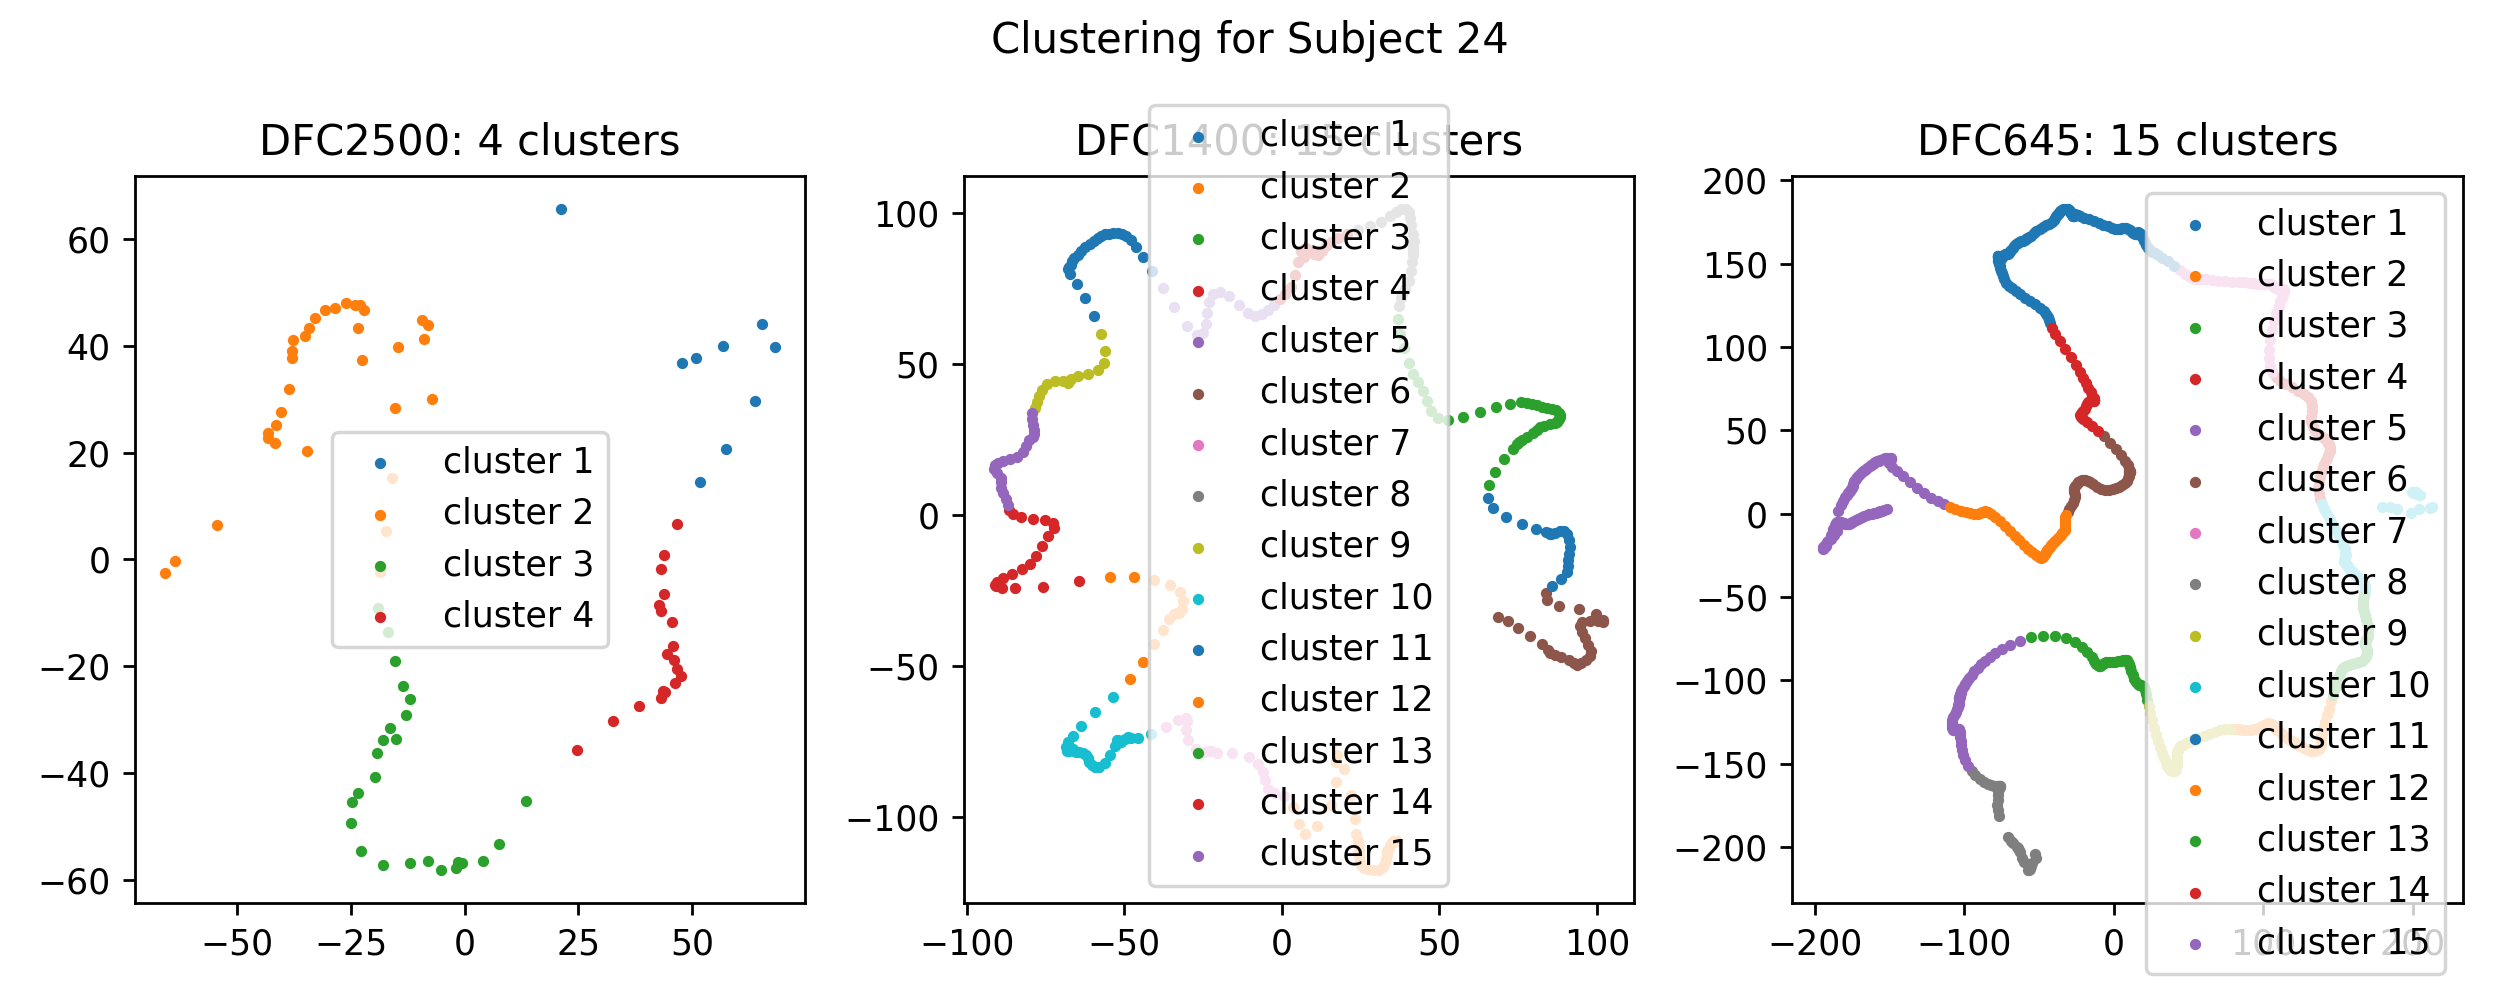 Clustering for Subject 24
DFC2500: 4 clusters
60
40
20
0
−20
−40
−60
−50
−25
0
25
50
cluster 1
cluster 2
cluster 3
cluster 4
DFC1400: 15 clusters
100
50
0
−50
−100
−100
−50
0
50
100
cluster 1
cluster 2
cluster 3
cluster 4
cluster 5
cluster 6
cluster 7
cluster 8
cluster 9
cluster 10
cluster 11
cluster 12
cluster 13
cluster 14
cluster 15
DFC645: 15 clusters
200
150
100
50
0
−50
−100
−150
−200
−200
−100
0
100
200
cluster 1
cluster 2
cluster 3
cluster 4
cluster 5
cluster 6
cluster 7
cluster 8
cluster 9
cluster 10
cluster 11
cluster 12
cluster 13
cluster 14
cluster 15